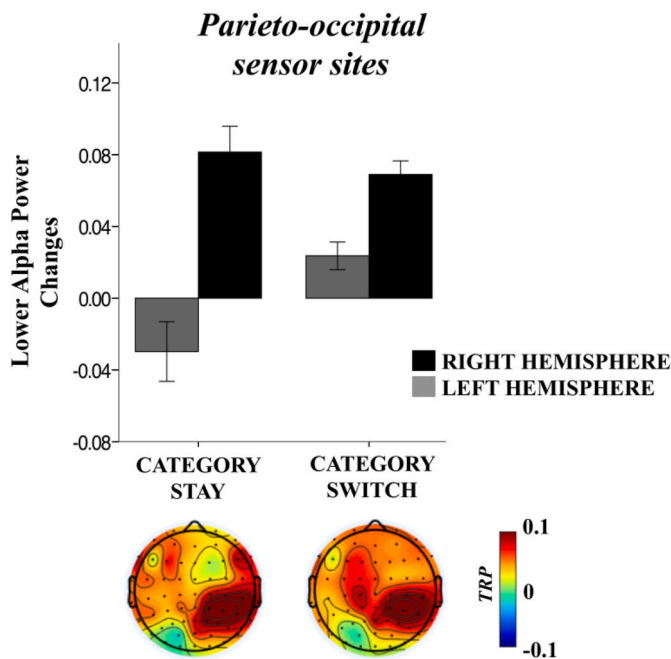 Parieto-occipital
sensor sites
Lower Alpha Power
Changes
0.12
0.08
0.04
0.00
-0.04
-0.08
RIGHT HEMISPHERE
LEFT HEMISPHERE
CATEGORY
STAY
CATEGORY
SWITCH
TRP
0.1
0
-0.1